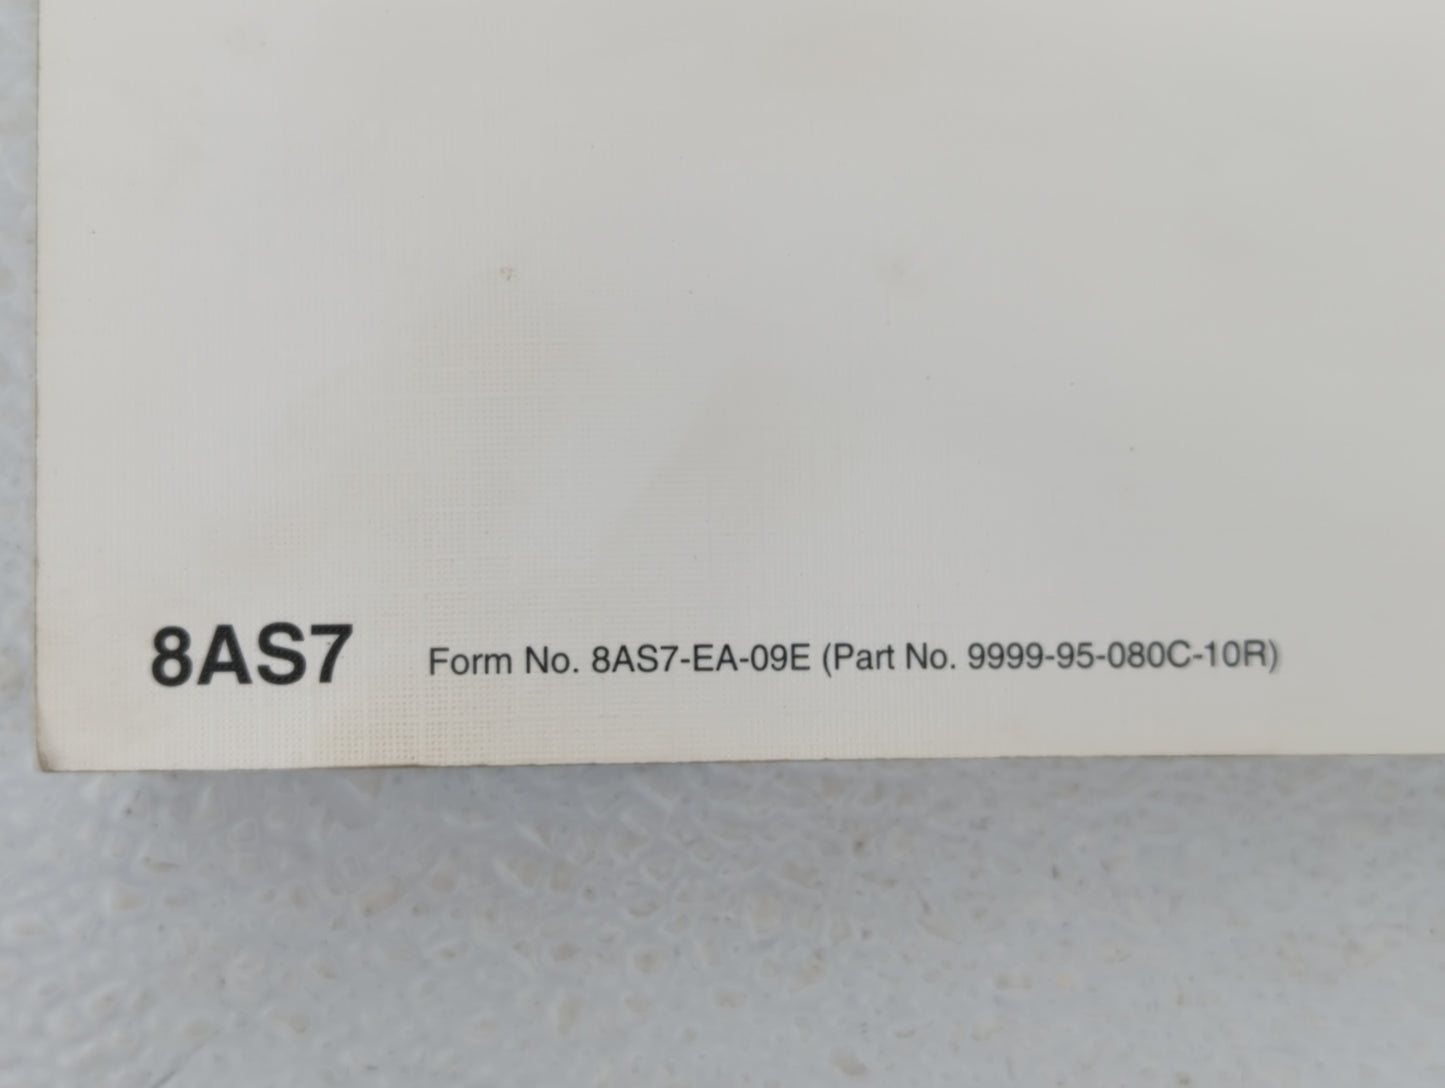 8AS7 Form No. 8AS7-EA-09E (Part No. 9999-95-080C-10R)